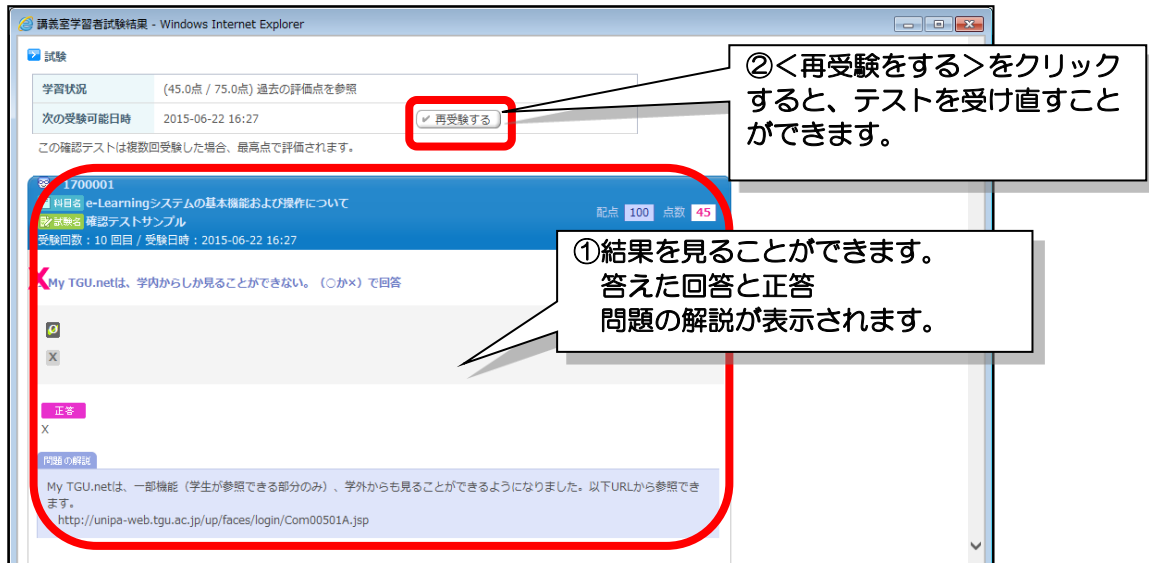 講義室学習者試験結果 - Windows Internet Explorer
試験
学習状況 (45.0点 / 75.0点) 過去の評価点を参照
次の受験可能日時 2015-06-22 16:27 再受験する
この確認テストは複数回受験した場合、最高点で評価されます。
②＜再受験をする＞をクリック
すると、テストを受け直すこと
ができます。
1700001
科目名 e-Learningシステムの基本機能および操作について
試験名 確認テストサンプル
配点 100 点数 45
受験回数：10 回目 / 受験日時：2015-06-22 16:27
①結果を見ることができます。
答えた回答と正答
問題の解説が表示されます。
X My TGU.netは、学内からしか見ることができない。（○か×）で回答
X
正答
X
問題の解説
My TGU.netは、一部機能（学生が参照できる部分のみ）、学外からも見ることができるようになりました。以下URLから参照でき
ます。
http://unipa-web.tgu.ac.jp/up/faces/login/Com00501A.jsp